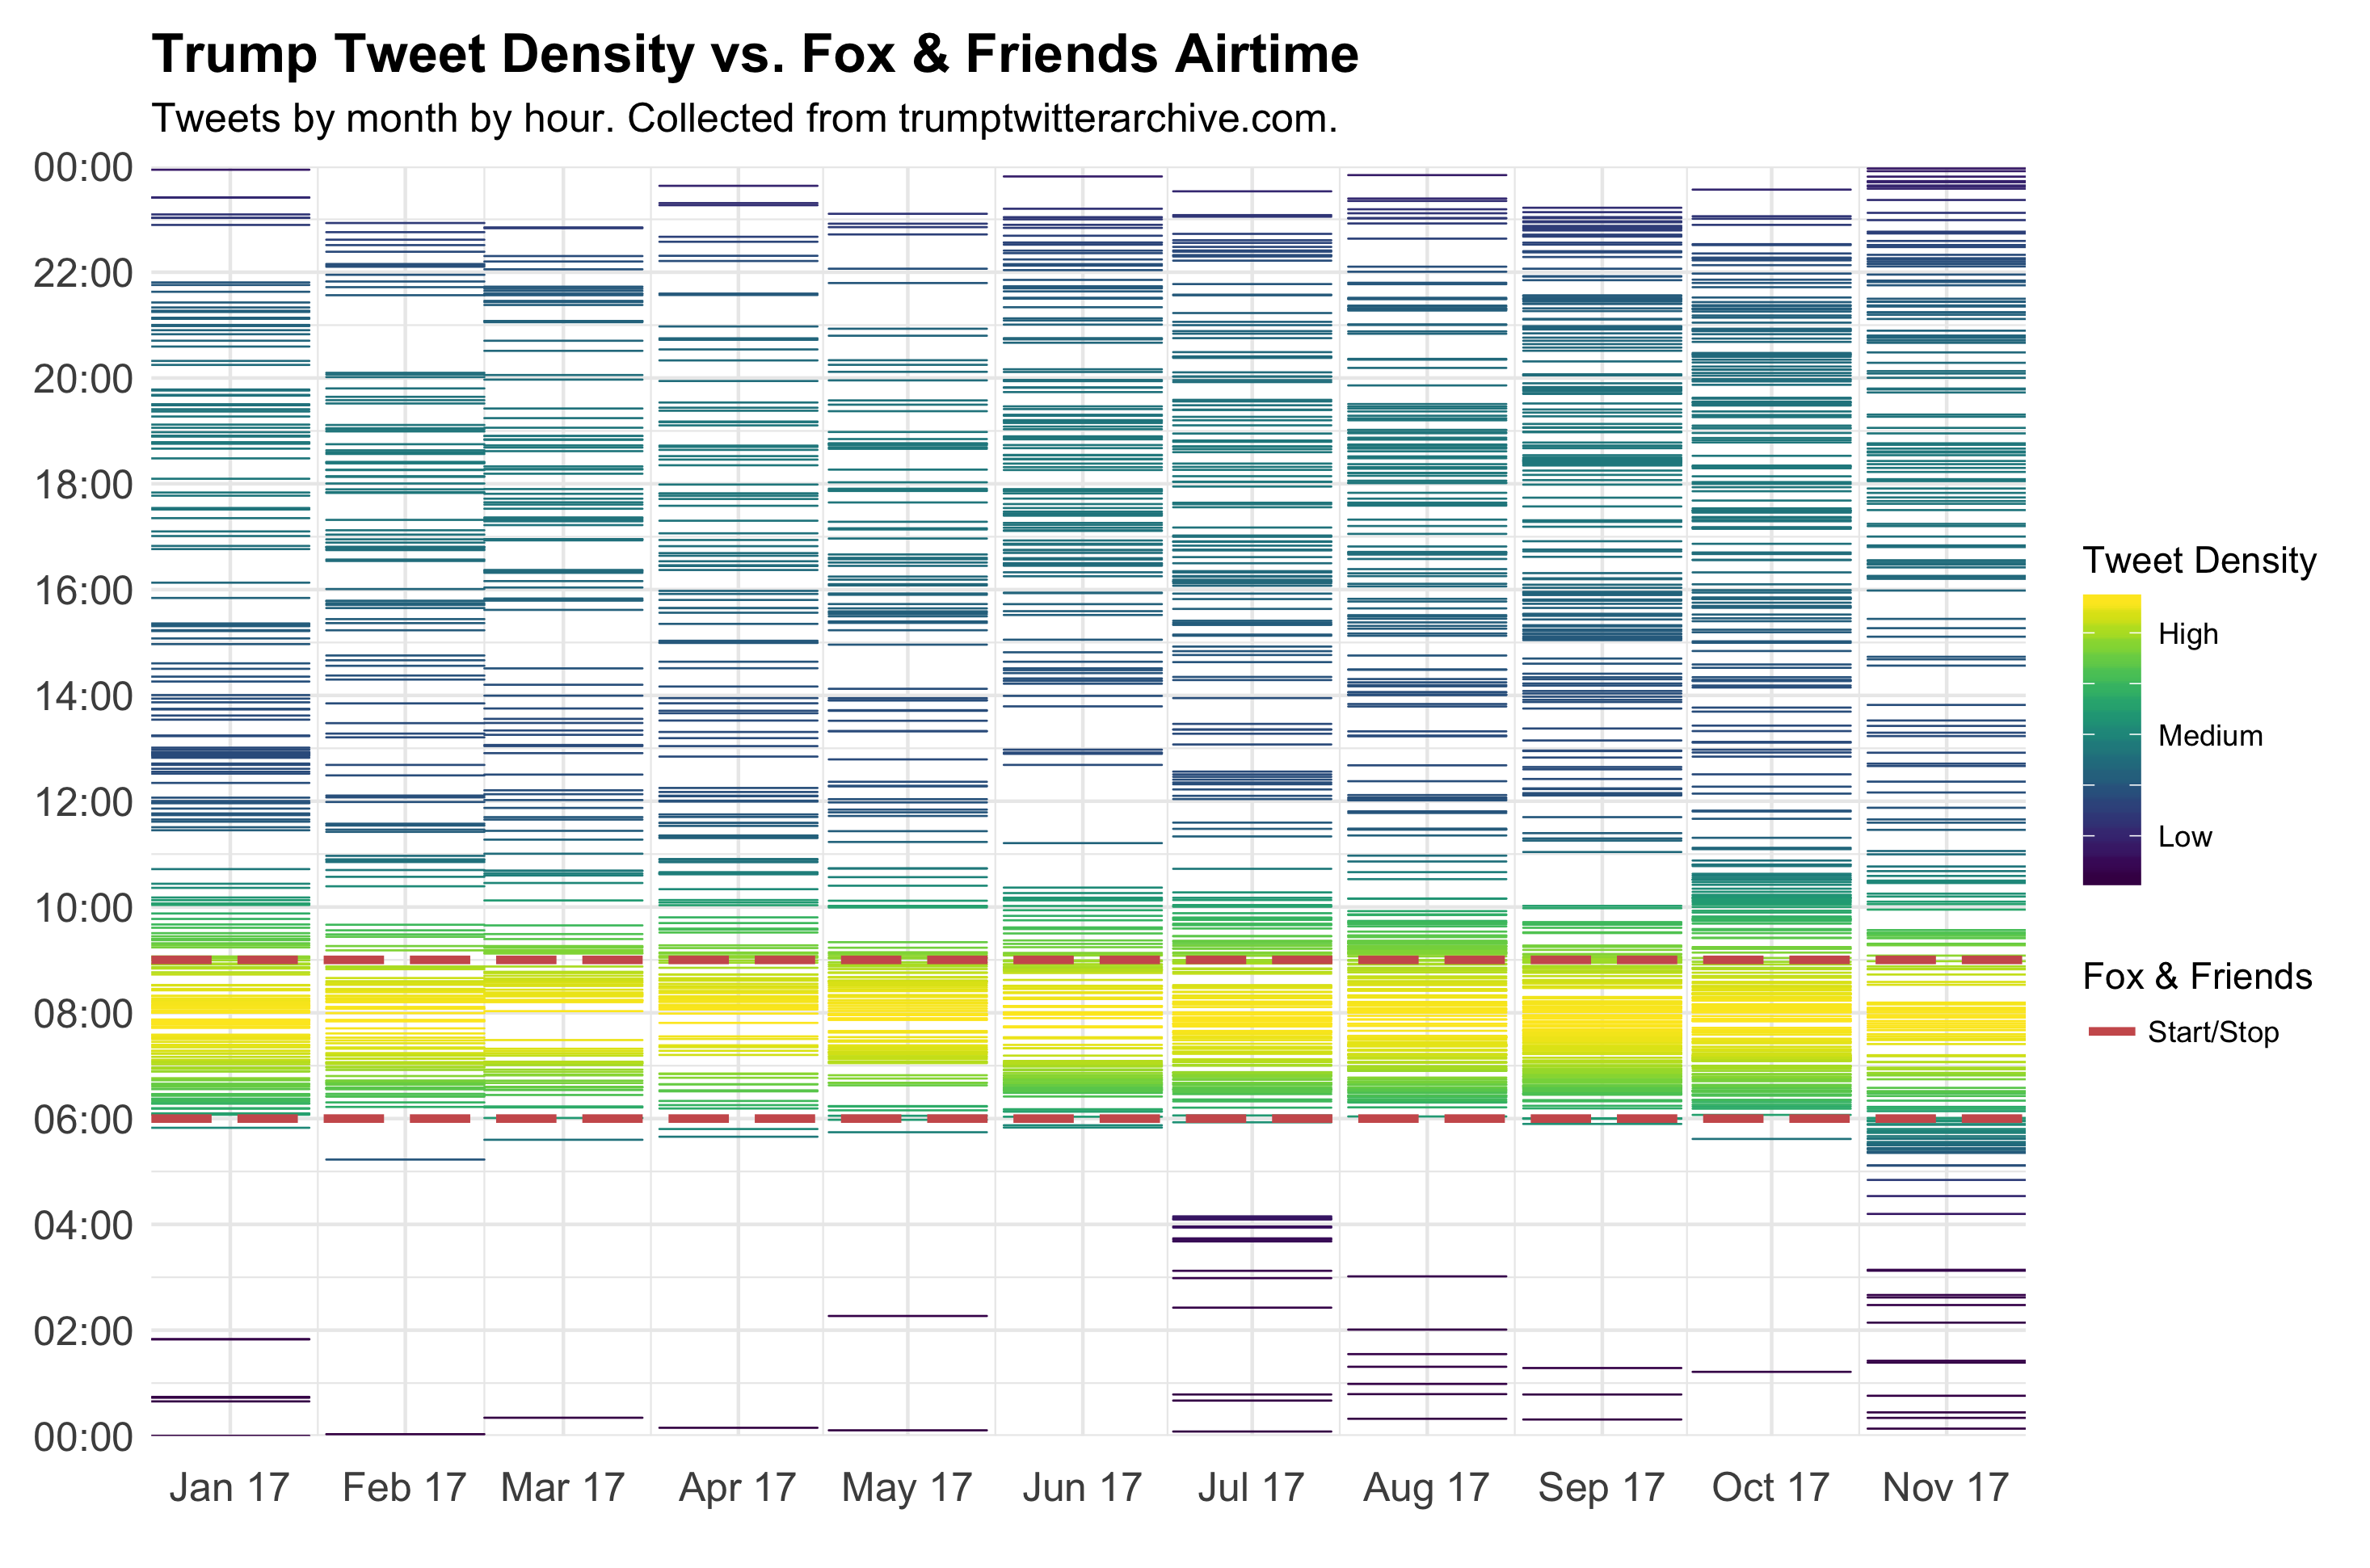 Trump Tweet Density vs. Fox & Friends Airtime
Tweets by month by hour. Collected from trumptwitterarchive.com.
00:00
22:00
20:00
18:00
16:00
14:00
12:00
10:00
08:00
06:00
04:00
02:00
00:00
Jan 17 Feb 17 Mar 17 Apr 17 May 17 Jun 17 Jul 17 Aug 17 Sep 17 Oct 17 Nov 17
Tweet Density
High
Medium
Low
Fox & Friends
Start/Stop